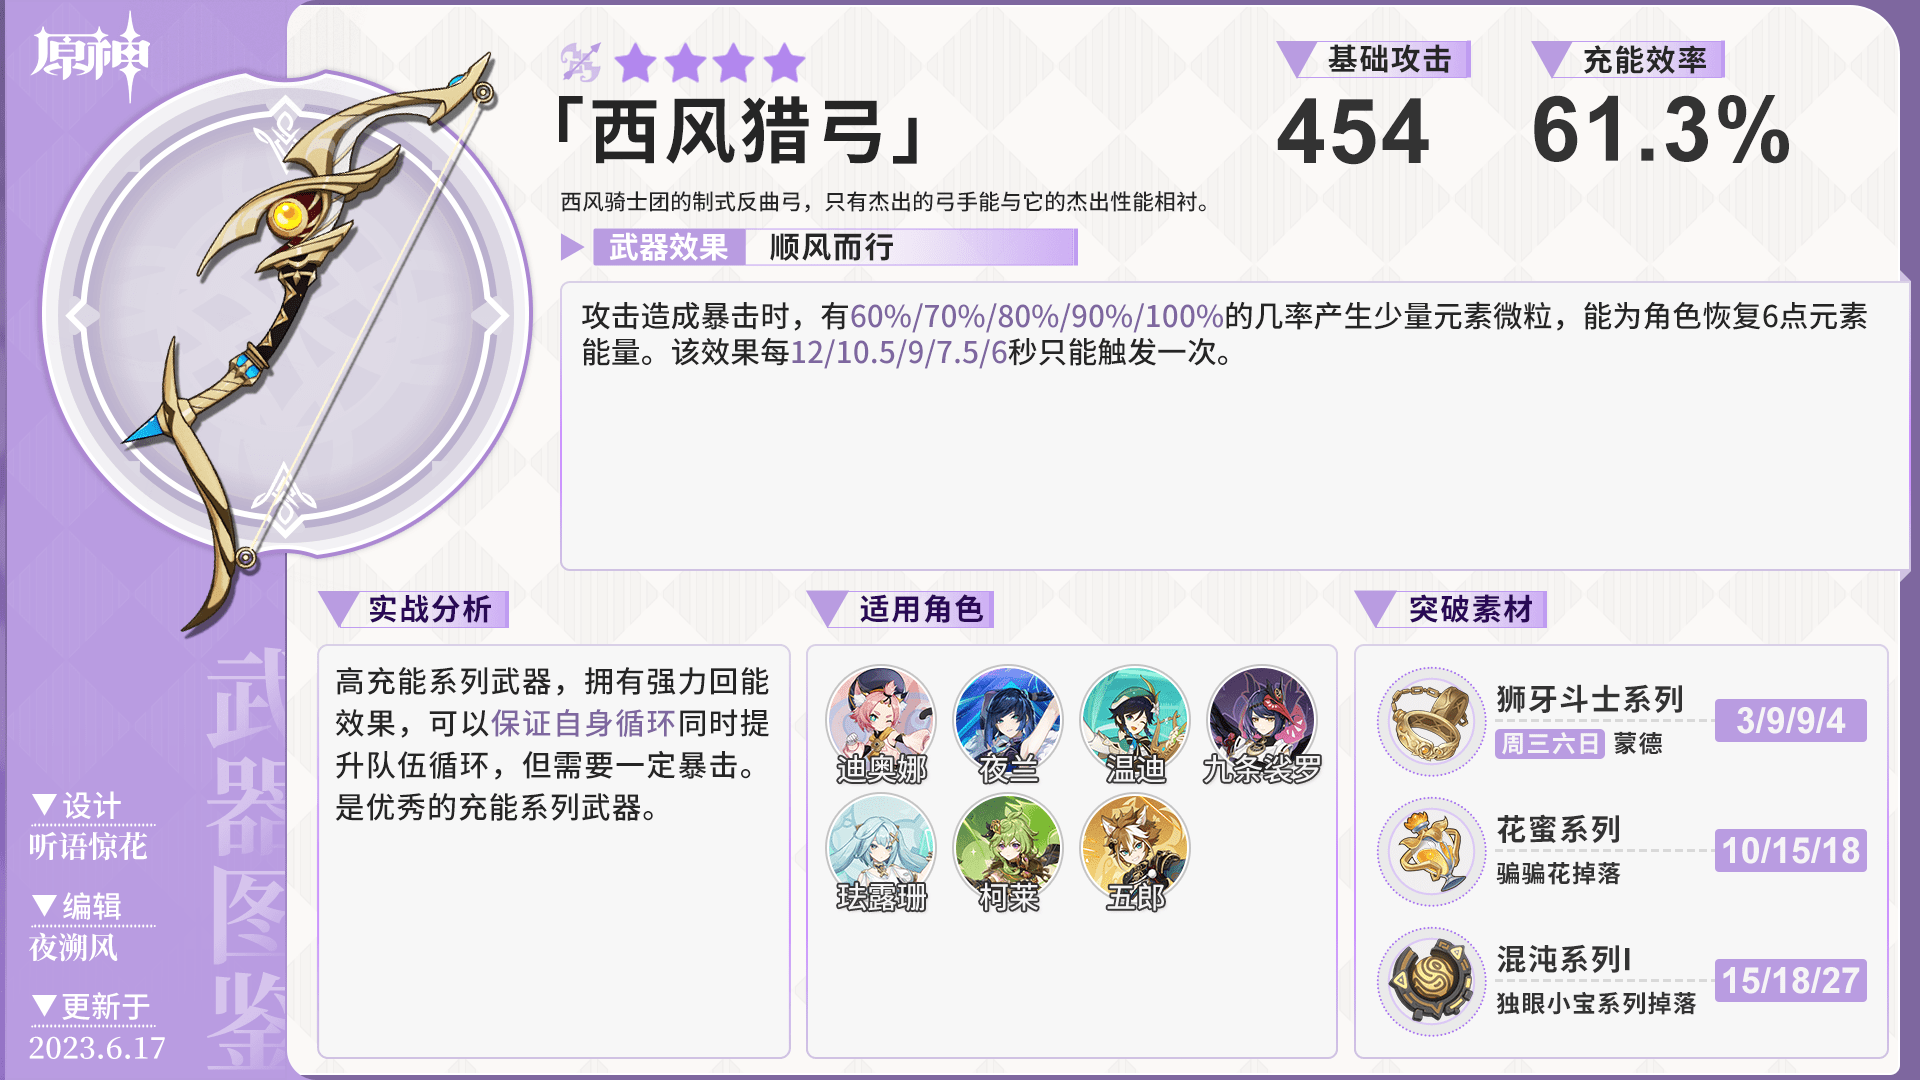 原神
基础攻击
充能效率
454
61.3%
「西风猎弓」
西风骑士团的制式反曲弓，只有杰出的弓手能与它的杰出性能相衬。
武器效果 顺风而行
攻击造成暴击时，有60%/70%/80%/90%/100%的几率产生少量元素微粒，能为角色恢复6点元素
能量。该效果每12/10.5/9/7.5/6秒只能触发一次。
实战分析
高充能系列武器，拥有强力回能
效果，可以保证自身循环同时提
升队伍循环，但需要一定暴击。
是优秀的充能系列武器。
适用角色
迪奥娜 夜兰 温迪 九条裟罗
珐露珊 柯莱 五郎
突破素材
狮牙斗士系列
周三六日 蒙德
3/9/9/4
花蜜系列
骗骗花掉落
10/15/18
混沌系列I
独眼小宝系列掉落
15/18/27
武器图鉴
▼设计
听语惊花
▼编辑
夜溯风
▼更新于
2023.6.17